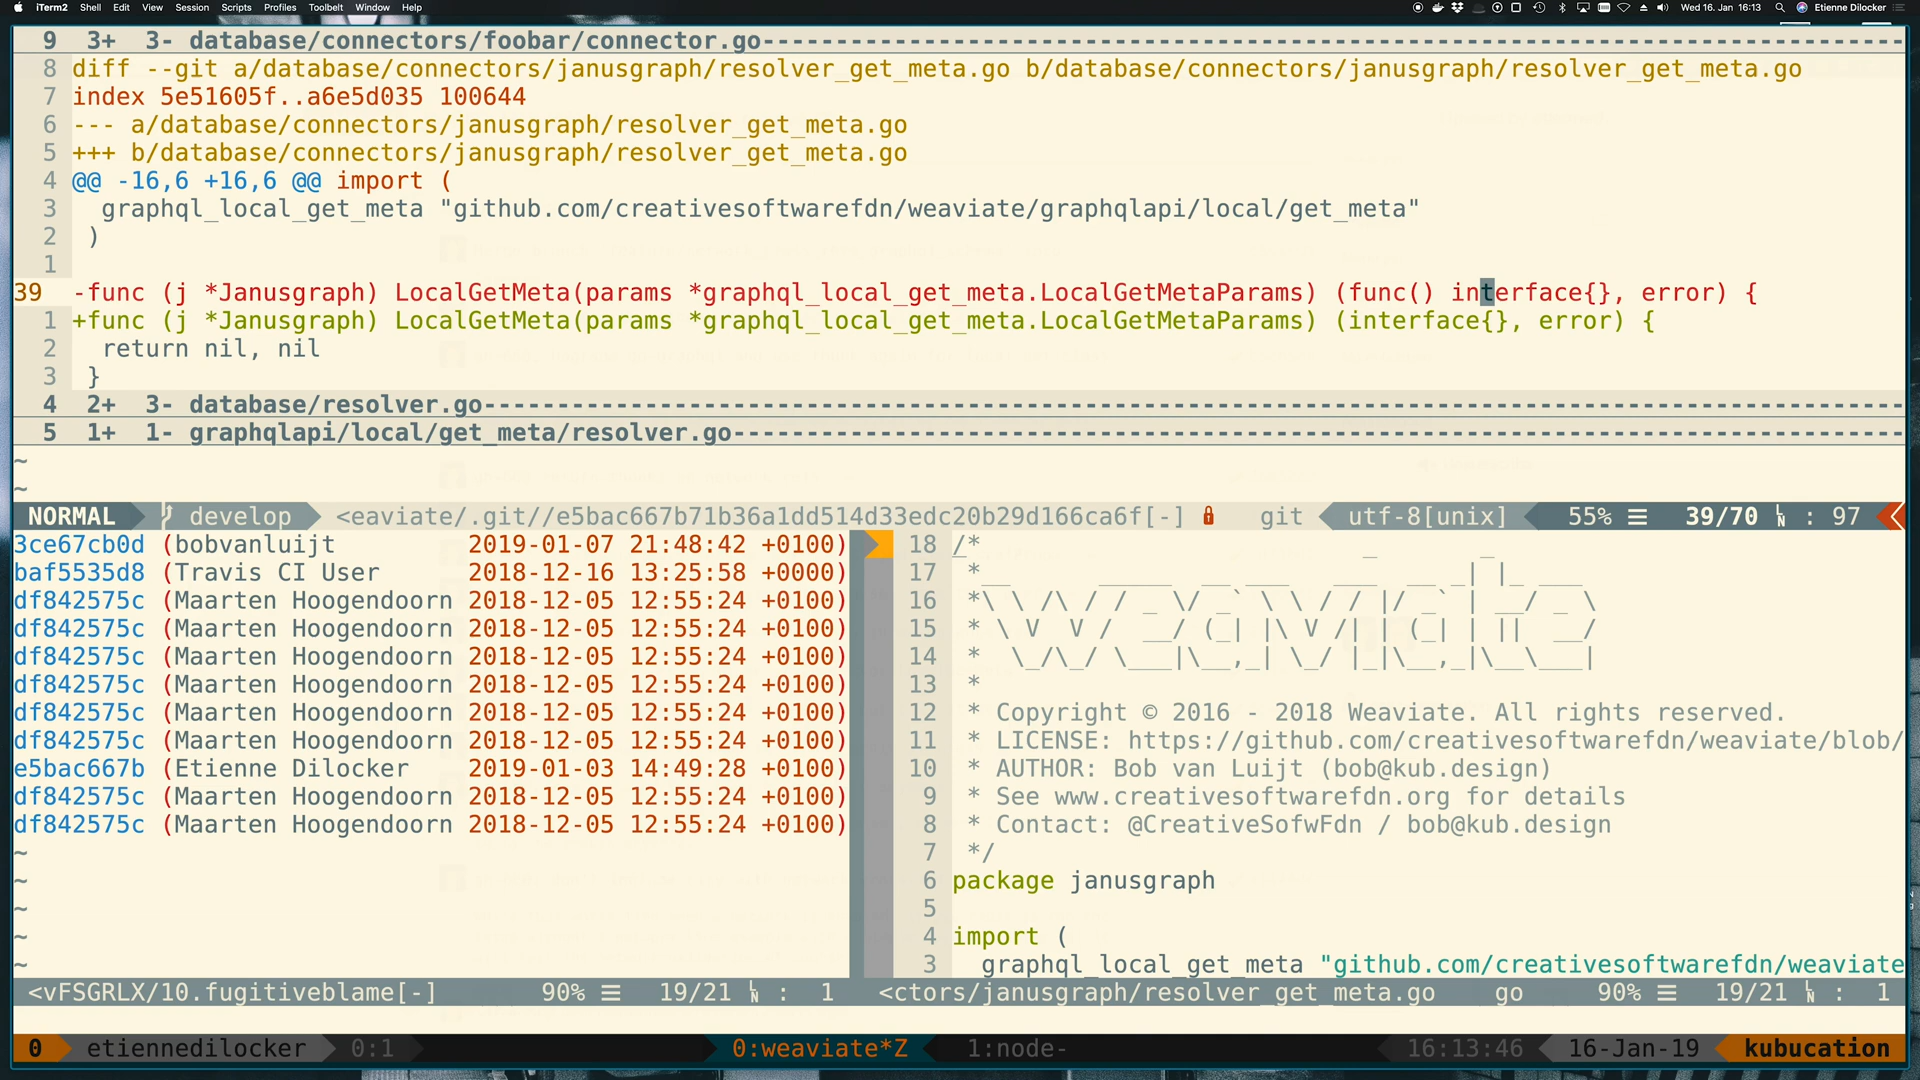 iTerm2 Shell Edit View Session Scripts Profiles Toolbelt Window Help Wed 16. Jan 16:13 Etienne Dilocker
9 3+ 3- database/connectors/foobar/connector.go
8 diff --git a/database/connectors/janusgraph/resolver_get_meta.go b/database/connectors/janusgraph/resolver_get_meta.go
7 index 5e51605f..a6e5d035 100644
6 --- a/database/connectors/janusgraph/resolver_get_meta.go
5 +++ b/database/connectors/janusgraph/resolver_get_meta.go
4 @@ -16,6 +16,6 @@ import (
3 graphql_local_get_meta "github.com/creativesoftwarefdn/weaviate/graphqlapi/local/get_meta"
2 )
1
39 -func (j *Janusgraph) LocalGetMeta(params *graphql_local_get_meta.LocalGetMetaParams) (func() interface{}, error) {
1 +func (j *Janusgraph) LocalGetMeta(params *graphql_local_get_meta.LocalGetMetaParams) (interface{}, error) {
2 return nil, nil
3 }
4 2+ 3- database/resolver.go
5 1+ 1- graphqlapi/local/get_meta/resolver.go
~
~
NORMAL develop <eaviate/.git//e5bac667b71b36a1dd514d33edc20b29d166ca6f[-] git utf-8[unix] 55% ☰ 39/70 LN : 97
3ce67cb0d (bobvanluijt 2019-01-07 21:48:42 +0100)
baf5535d8 (Travis CI User 2018-12-16 13:25:58 +0000)
df842575c (Maarten Hoogendoorn 2018-12-05 12:55:24 +0100)
df842575c (Maarten Hoogendoorn 2018-12-05 12:55:24 +0100)
df842575c (Maarten Hoogendoorn 2018-12-05 12:55:24 +0100)
df842575c (Maarten Hoogendoorn 2018-12-05 12:55:24 +0100)
df842575c (Maarten Hoogendoorn 2018-12-05 12:55:24 +0100)
df842575c (Maarten Hoogendoorn 2018-12-05 12:55:24 +0100)
e5bac667b (Etienne Dilocker 2019-01-03 14:49:28 +0100)
df842575c (Maarten Hoogendoorn 2018-12-05 12:55:24 +0100)
df842575c (Maarten Hoogendoorn 2018-12-05 12:55:24 +0100)
~
~
~
~
~
<vFSGRLX/10.fugitiveblame[-] 90% ☰ 19/21 LN : 1
18 /*
17 *
16 *
15 *
14 *
13 *
12 * Copyright © 2016 - 2018 Weaviate. All rights reserved.
11 * LICENSE: https://github.com/creativesoftwarefdn/weaviate/blob/
10 * AUTHOR: Bob van Luijt (bob@kub.design)
9 * See www.creativesoftwarefdn.org for details
8 * Contact: @CreativeSofwFdn / bob@kub.design
7 */
6 package janusgraph
5
4 import (
3 graphql_local_get_meta "github.com/creativesoftwarefdn/weaviate
<ctors/janusgraph/resolver_get_meta.go go 90% ☰ 19/21 LN : 1
0 etiennedilocker 0:1 0:weaviate*Z 1:node- 16:13:46 16-Jan-19 kubucation